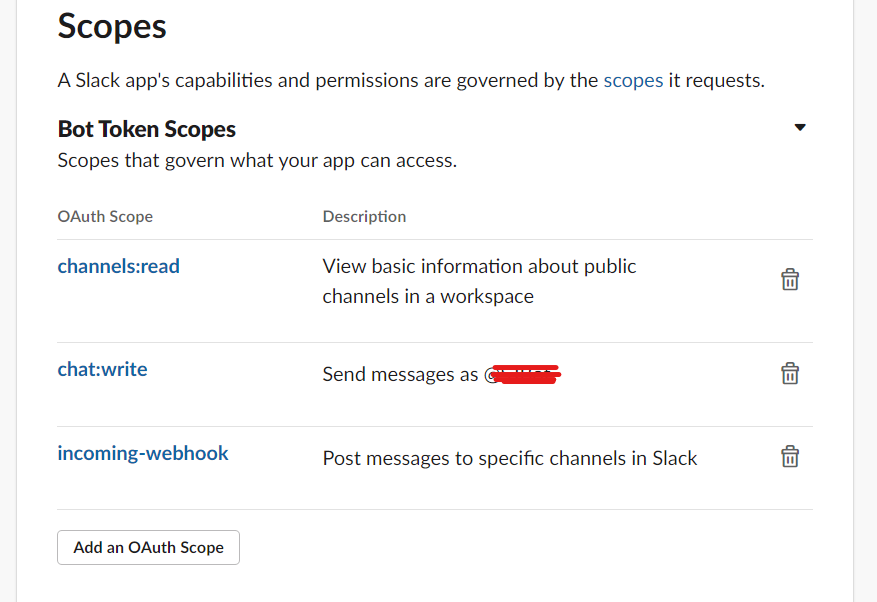 Scopes
A Slack app's capabilities and permissions are governed by the scopes it requests.
Bot Token Scopes
Scopes that govern what your app can access.
OAuth Scope Description
channels:read View basic information about public
channels in a workspace
chat:write Send messages as @
incoming-webhook Post messages to specific channels in Slack
Add an OAuth Scope